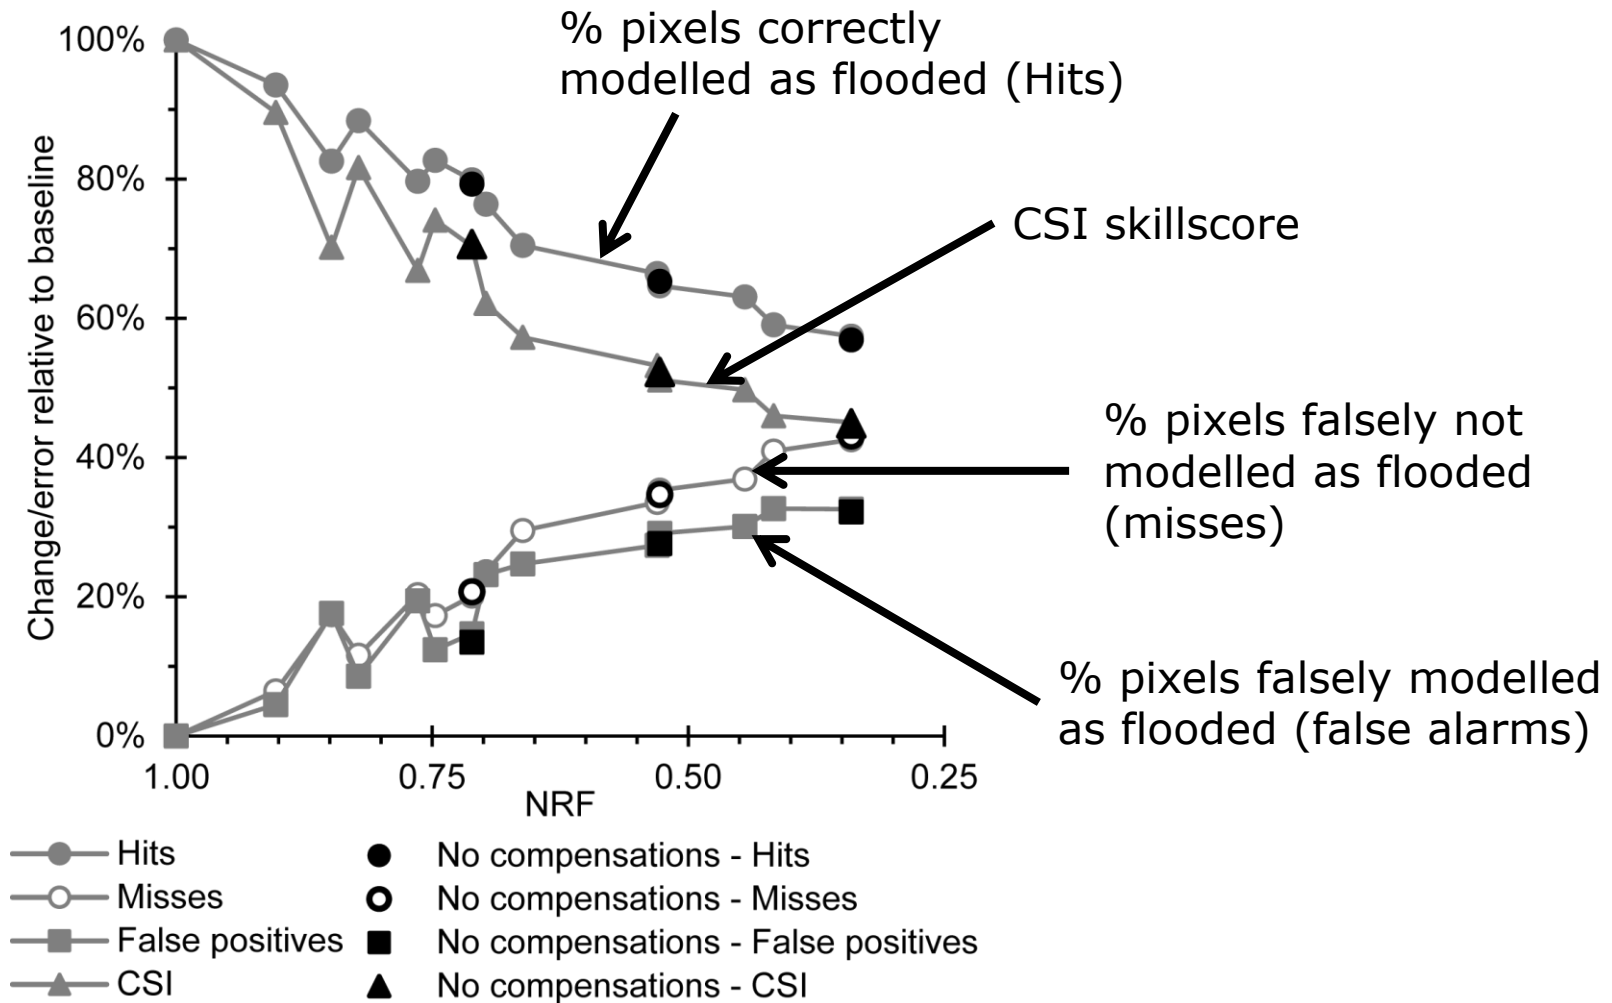 % pixels correctly
modelled as flooded (Hits)
CSI skillscore
% pixels falsely not
modelled as flooded
(misses)
% pixels falsely modelled
as flooded (false alarms)
Change/error relative to baseline
100%
80%
60%
40%
20%
0%
1.00 0.75 0.50 0.25
NRF
Hits
Misses
False positives
CSI
No compensations - Hits
No compensations - Misses
No compensations - False positives
No compensations - CSI